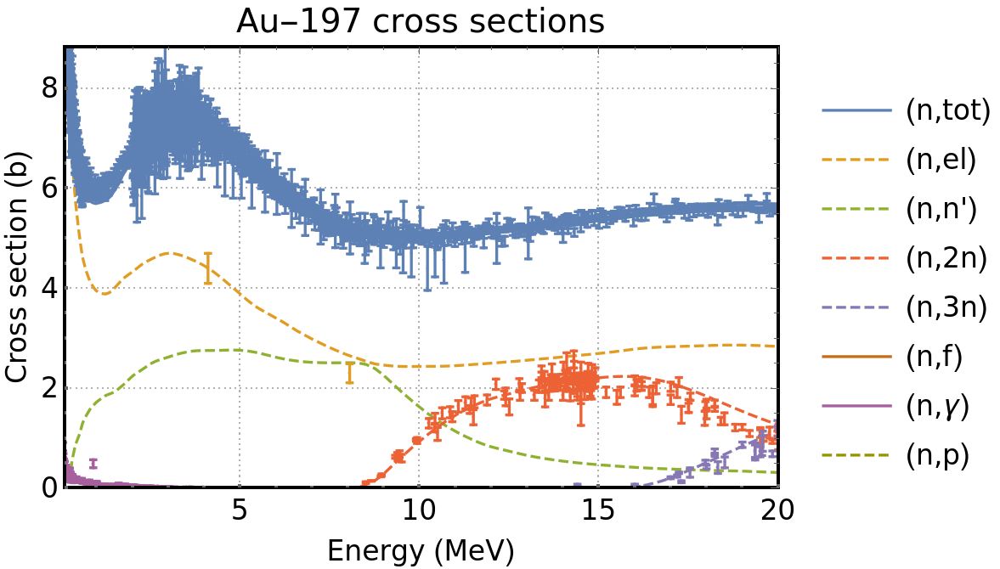 Au–197 cross sections
Cross section (b)
8
6
4
2
0
5 10 15 20
Energy (MeV)
(n,tot)
(n,el)
(n,n')
(n,2n)
(n,3n)
(n,f)
(n,γ)
(n,p)